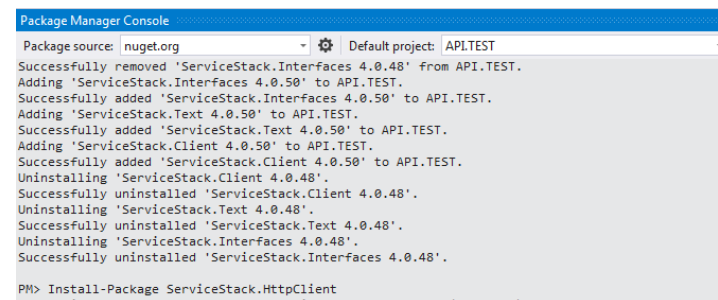 Package Manager Console
Package source: nuget.org Default project: API.TEST
Successfully removed 'ServiceStack.Interfaces 4.0.48' from API.TEST.
Adding 'ServiceStack.Interfaces 4.0.50' to API.TEST.
Successfully added 'ServiceStack.Interfaces 4.0.50' to API.TEST.
Adding 'ServiceStack.Text 4.0.50' to API.TEST.
Successfully added 'ServiceStack.Text 4.0.50' to API.TEST.
Adding 'ServiceStack.Client 4.0.50' to API.TEST.
Successfully added 'ServiceStack.Client 4.0.50' to API.TEST.
Uninstalling 'ServiceStack.Client 4.0.48'.
Successfully uninstalled 'ServiceStack.Client 4.0.48'.
Uninstalling 'ServiceStack.Text 4.0.48'.
Successfully uninstalled 'ServiceStack.Text 4.0.48'.
Uninstalling 'ServiceStack.Interfaces 4.0.48'.
Successfully uninstalled 'ServiceStack.Interfaces 4.0.48'.
PM> Install-Package ServiceStack.HttpClient